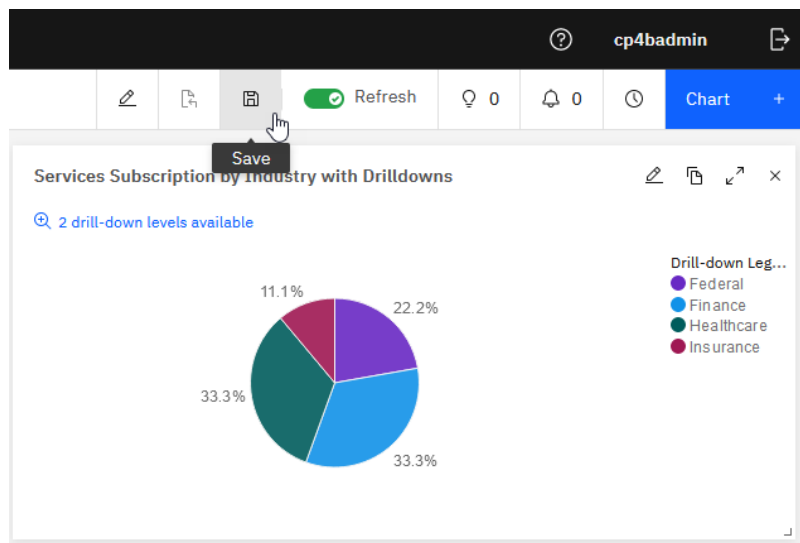 cp4badmin
Refresh
0
0
Chart +
Save
Services Subscription by Industry with Drilldowns
2 drill-down levels available
Drill-down Leg...
Federal
Finance
Healthcare
Insurance
11.1%
22.2%
33.3%
33.3%